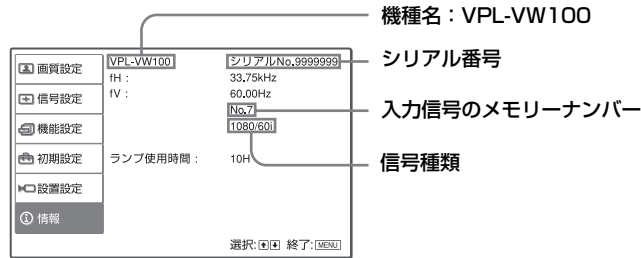 機種名：VPL-VW100
シリアル番号
入力信号のメモリーナンバー
信号種類
画質設定
信号設定
機能設定
初期設定
設置設定
情報
VPL-VW100 シリアルNo.9999999
fH : 33.75kHz
fV : 60.00Hz
No.7
1080/60i
ランプ使用時間 : 10H
選択:↑↓ 終了:MENU